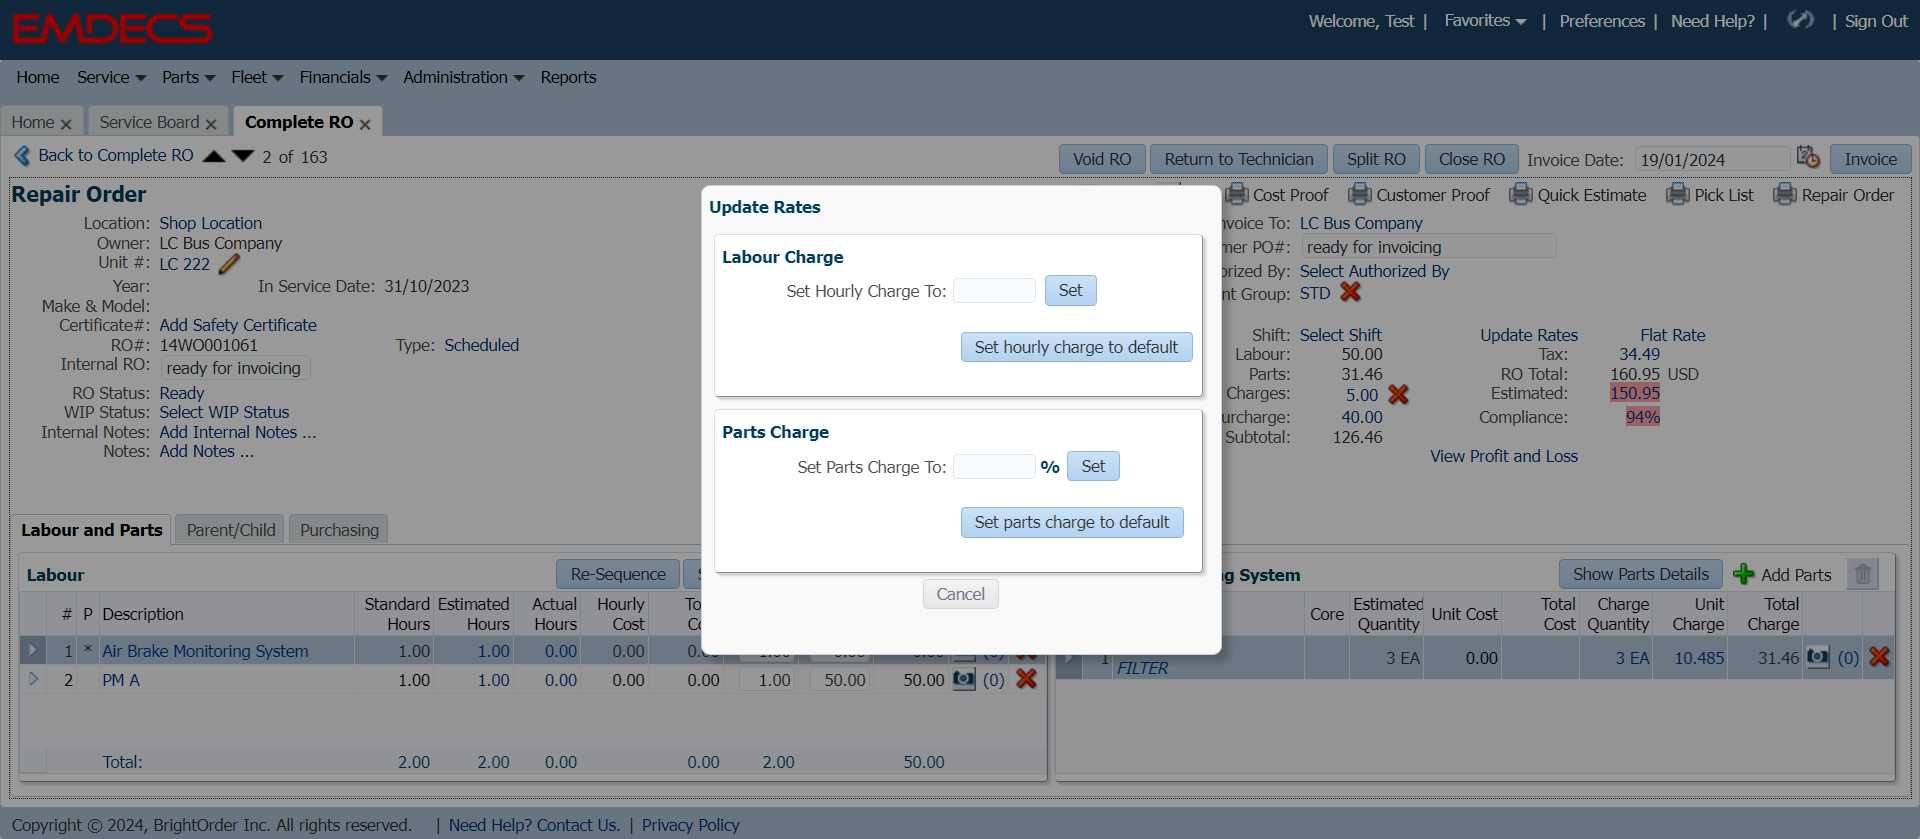 EMDECS
Welcome, Test | Favorites | Preferences | Need Help? | | Sign Out
Home Service Parts Fleet Financials Administration Reports
Home Service Board Complete RO
Back to Complete RO 2 of 163 Void RO Return to Technician Split RO Close RO Invoice Date: 19/01/2024 Invoice
Repair Order
Cost Proof Customer Proof Quick Estimate Pick List Repair Order
Location: Shop Location
Owner: LC Bus Company
Unit #: LC 222
Year: In Service Date: 31/10/2023
Make & Model:
Certificate#: Add Safety Certificate
RO#: 14WO001061 Type: Scheduled
Internal RO: ready for invoicing
RO Status: Ready
WIP Status: Select WIP Status
Internal Notes: Add Internal Notes ...
Notes: Add Notes ...
Update Rates
Labour Charge
Set Hourly Charge To: Set
Set hourly charge to default
Parts Charge
Set Parts Charge To: % Set
Set parts charge to default
Cancel
nvoice To: LC Bus Company
mer PO#: ready for invoicing
orized By: Select Authorized By
nt Group: STD
Shift: Select Shift Update Rates Flat Rate
Labour: 50.00 Tax: 34.49
Parts: 31.46 RO Total: 160.95 USD
Charges: 5.00 Estimated: 150.95
urcharge: 40.00 Compliance: 94%
Subtotal: 126.46
View Profit and Loss
Labour and Parts Parent/Child Purchasing
Labour Re-Sequence
# P Description Standard Hours Estimated Hours Actual Hours Hourly Cost
1 * Air Brake Monitoring System 1.00 1.00 0.00 0.00 (0)
2 PM A 1.00 1.00 0.00 0.00 0.00 1.00 50.00 50.00 (0)
Total: 2.00 2.00 0.00 0.00 2.00 50.00
g System Show Parts Details Add Parts
Core Estimated Quantity Unit Cost Total Cost Charge Quantity Unit Charge Total Charge
1 FILTER 3 EA 0.00 3 EA 10.485 31.46 (0)
Copyright © 2024, BrightOrder Inc. All rights reserved. | Need Help? Contact Us. | Privacy Policy